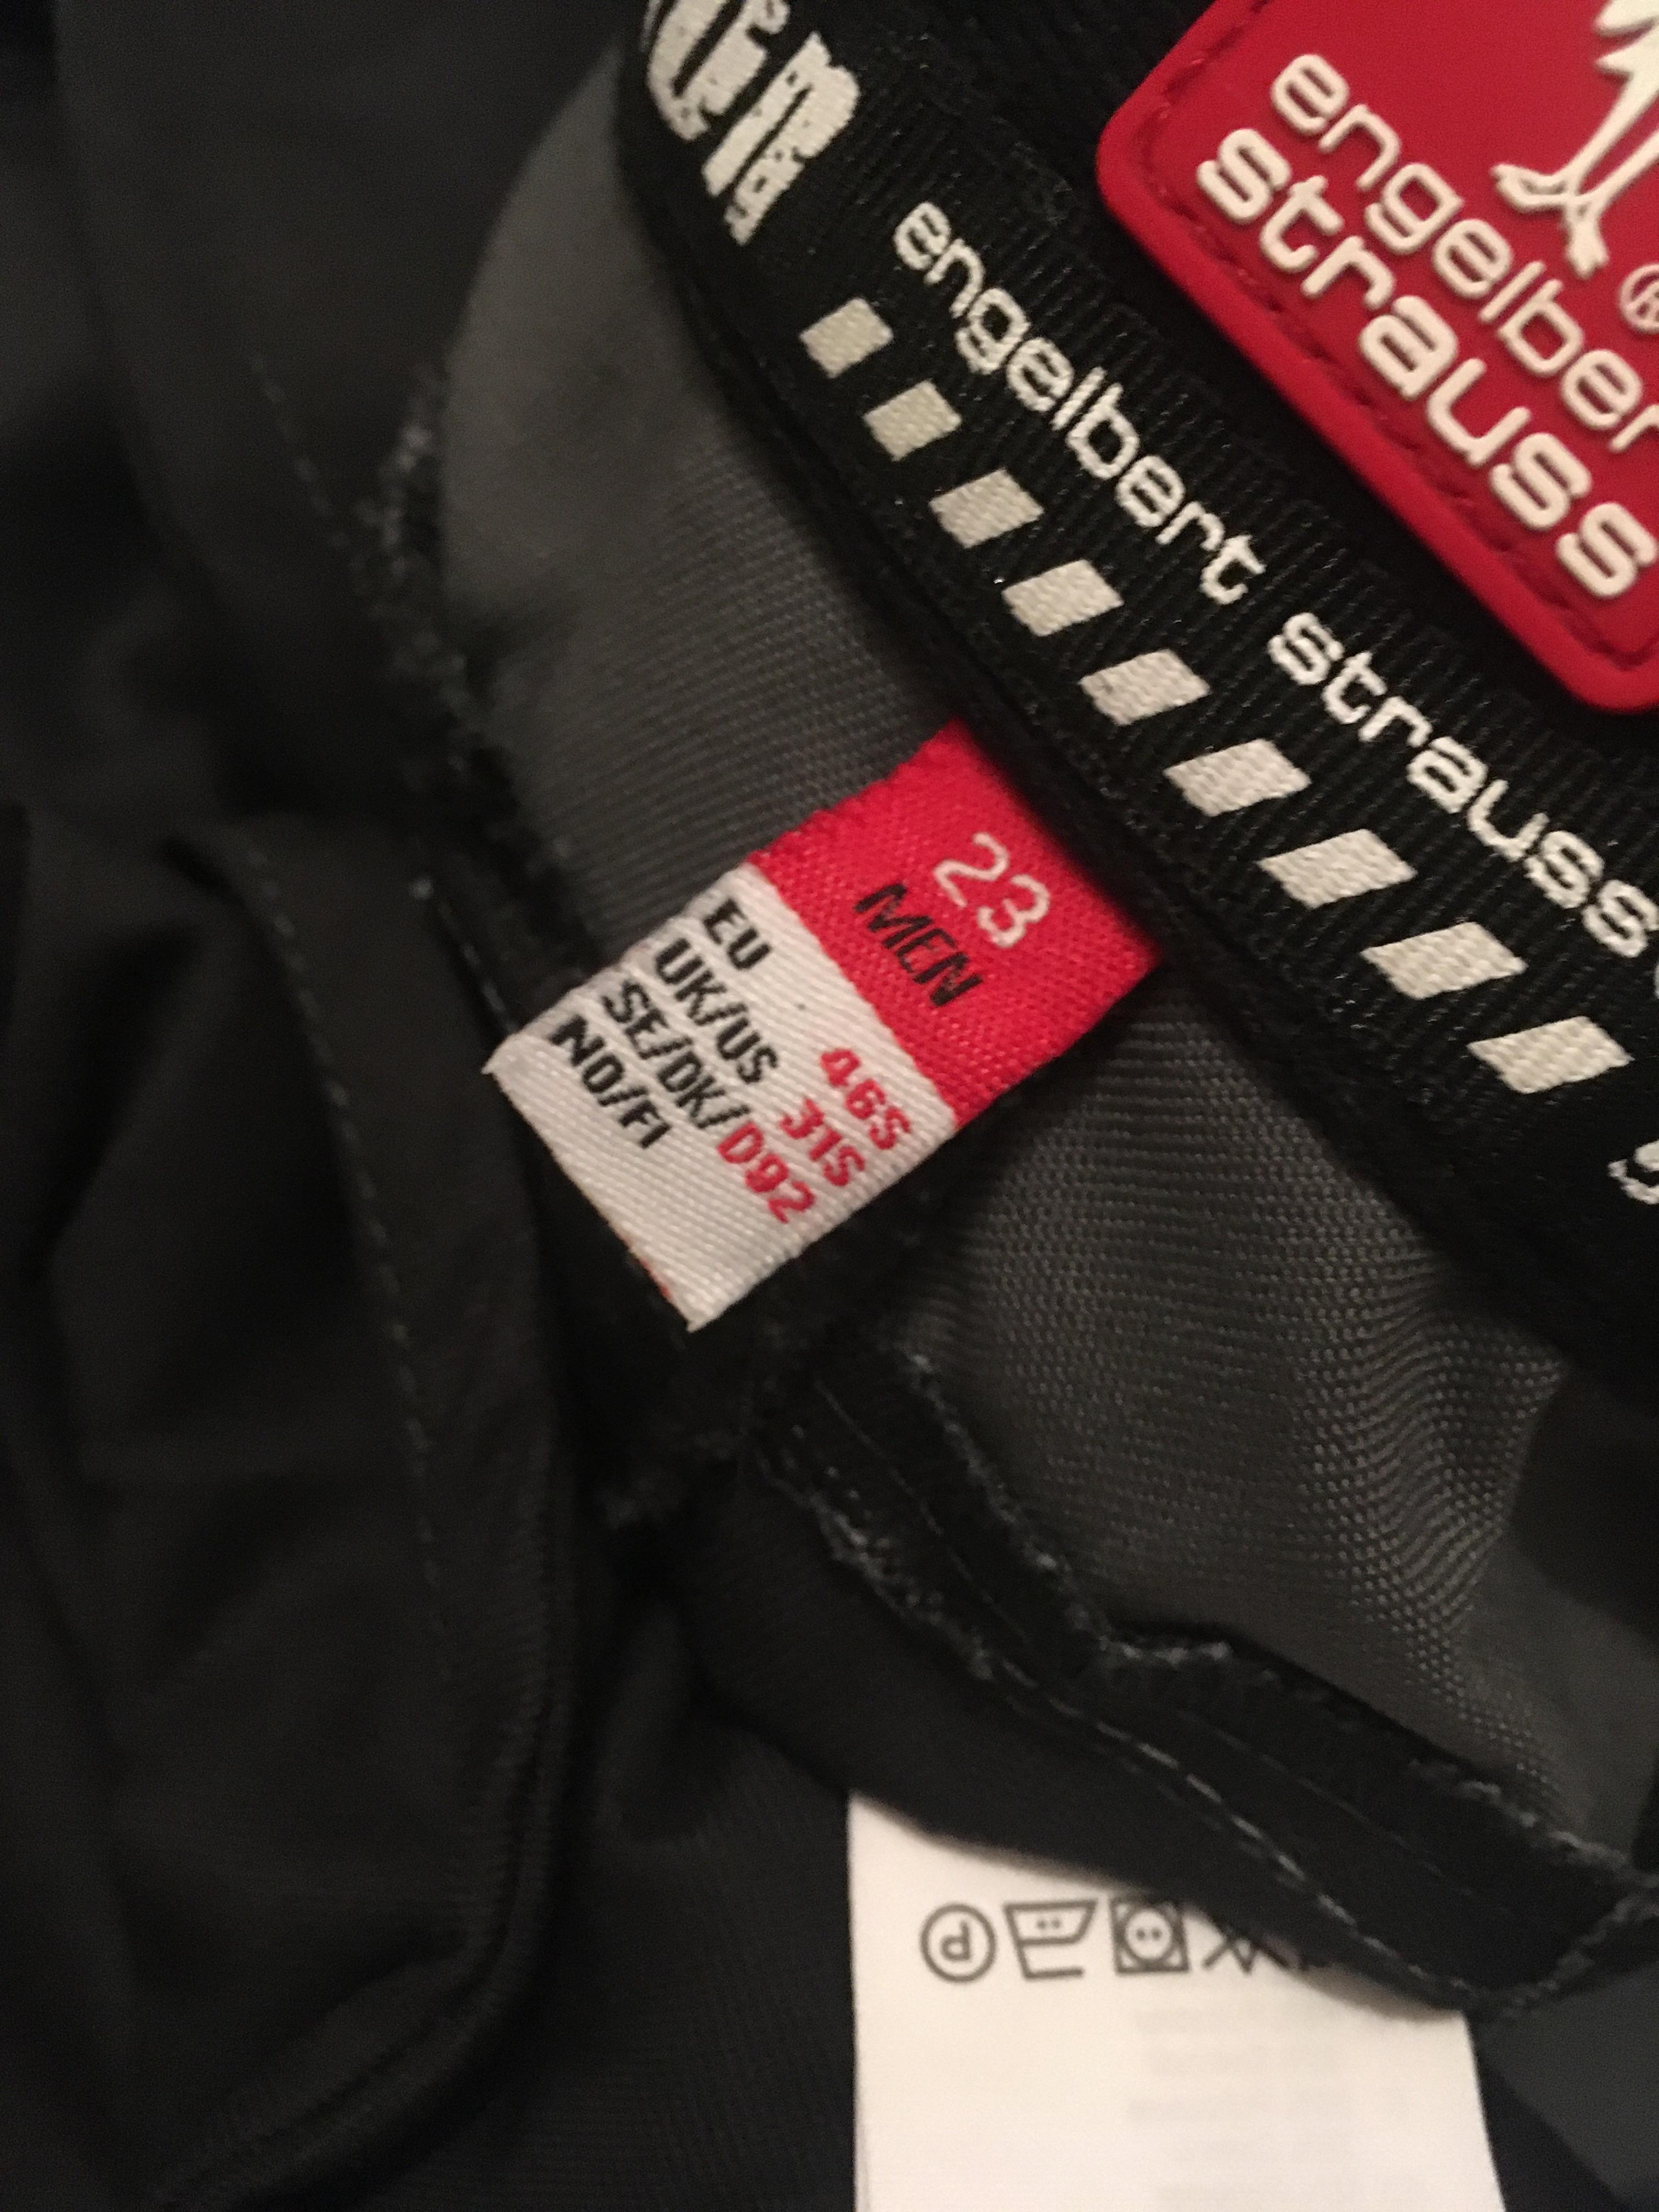 engelbert
strauss
®
engelbert strauss
23
MEN
EU 46S
UK/US 31S
SE/DK/ D92
NO/FI
P